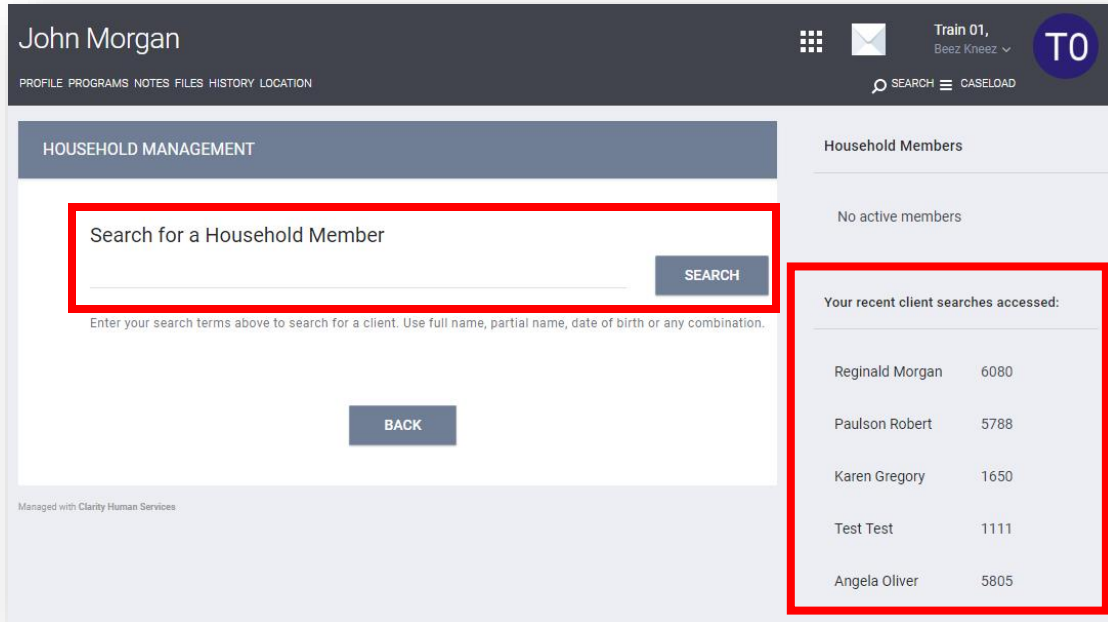 John Morgan
Train 01,
Beez Kneez
T0
PROFILE PROGRAMS NOTES FILES HISTORY LOCATION
SEARCH CASELOAD
HOUSEHOLD MANAGEMENT
Search for a Household Member
SEARCH
Enter your search terms above to search for a client. Use full name, partial name, date of birth or any combination.
BACK
Managed with Clarity Human Services
Household Members
No active members
Your recent client searches accessed:
Reginald Morgan 6080
Paulson Robert 5788
Karen Gregory 1650
Test Test 1111
Angela Oliver 5805